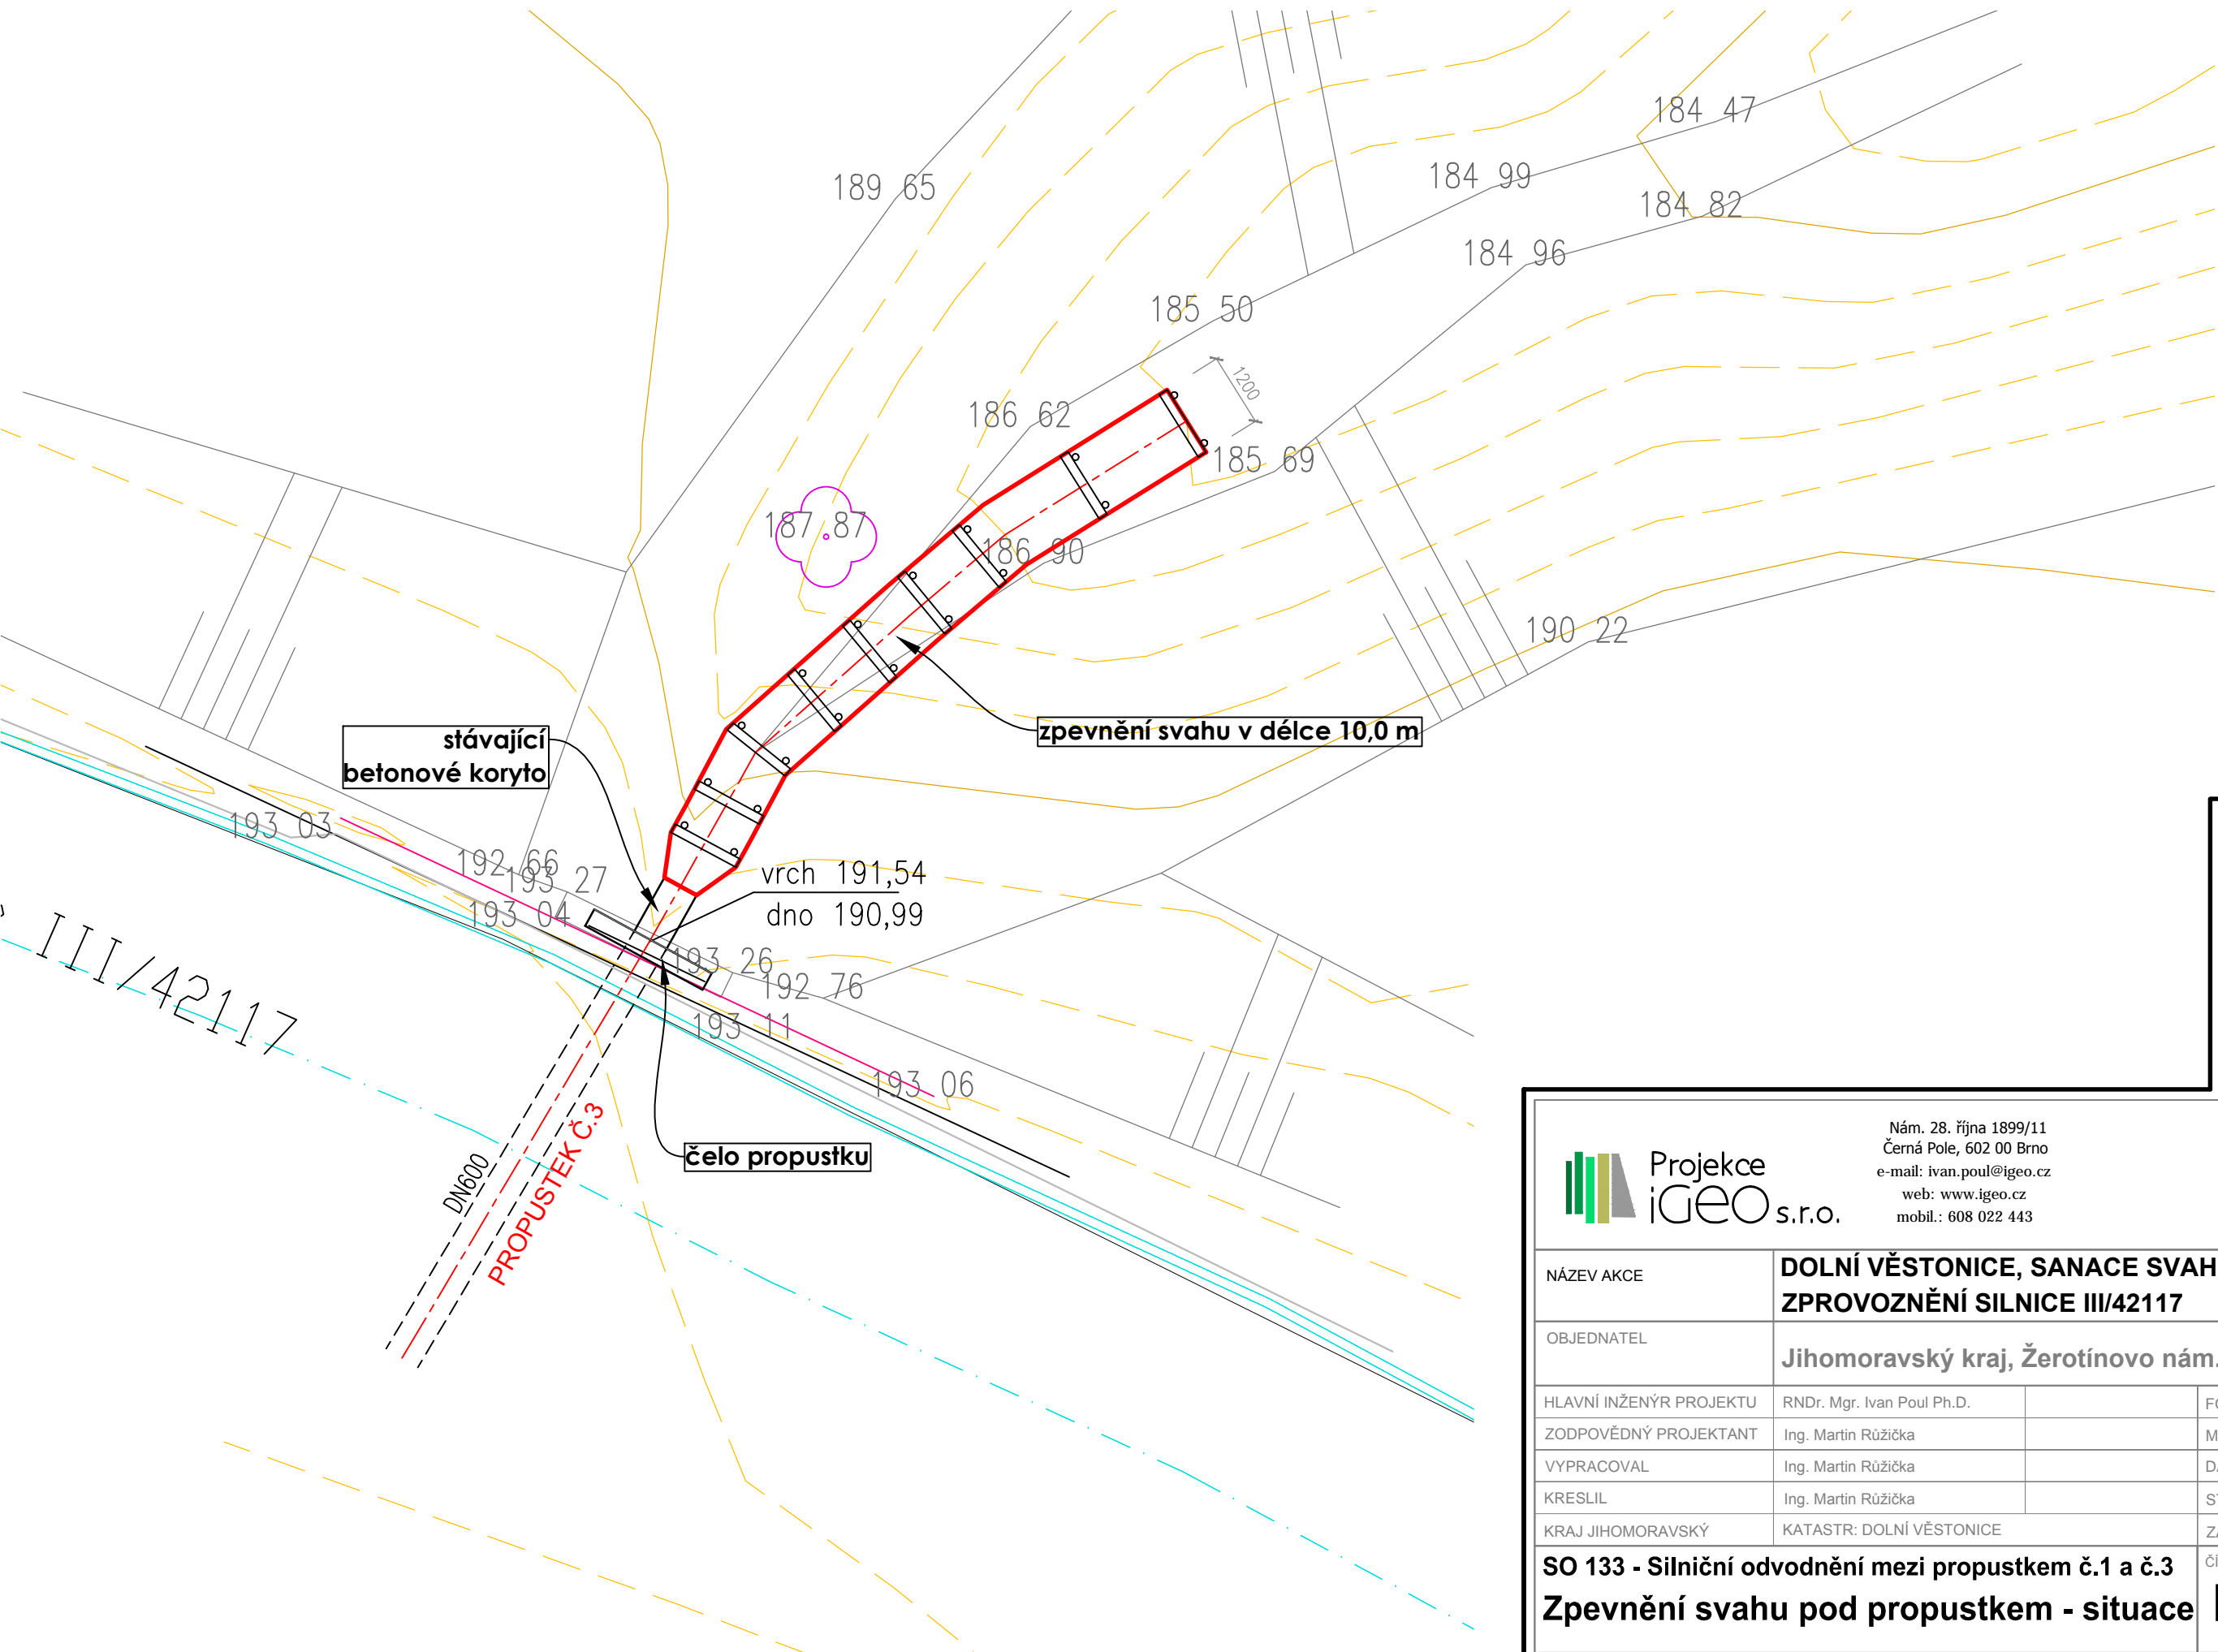 184 47
189 65
184 99
184 82
184 96
185 50
1200
186 62
185 69
187 87
186 90
190 22
zpevnění svahu v délce 10,0 m
stávající
betonové koryto
193 03
192 66
193 27
193 04
vrch 191,54
dno 190,99
193 26
192 76
193 11
193 06
III/42117
čelo propustku
DN600
PROPUSTEK Č.3
Projekce
iGEO s.r.o.
Nám. 28. října 1899/11
Černá Pole, 602 00 Brno
e-mail: ivan.poul@igeo.cz
web: www.igeo.cz
mobil.: 608 022 443
NÁZEV AKCE
DOLNÍ VĚSTONICE, SANACE SVAH
ZPROVOZNĚNÍ SILNICE III/42117
OBJEDNATEL
Jihomoravský kraj, Žerotínovo nám.
HLAVNÍ INŽENÝR PROJEKTU RNDr. Mgr. Ivan Poul Ph.D.
ZODPOVĚDNÝ PROJEKTANT Ing. Martin Růžička
VYPRACOVAL Ing. Martin Růžička
KRESLIL Ing. Martin Růžička
KRAJ JIHOMORAVSKÝ KATASTR: DOLNÍ VĚSTONICE
SO 133 - Silniční odvodnění mezi propustkem č.1 a č.3
Zpevnění svahu pod propustkem - situace